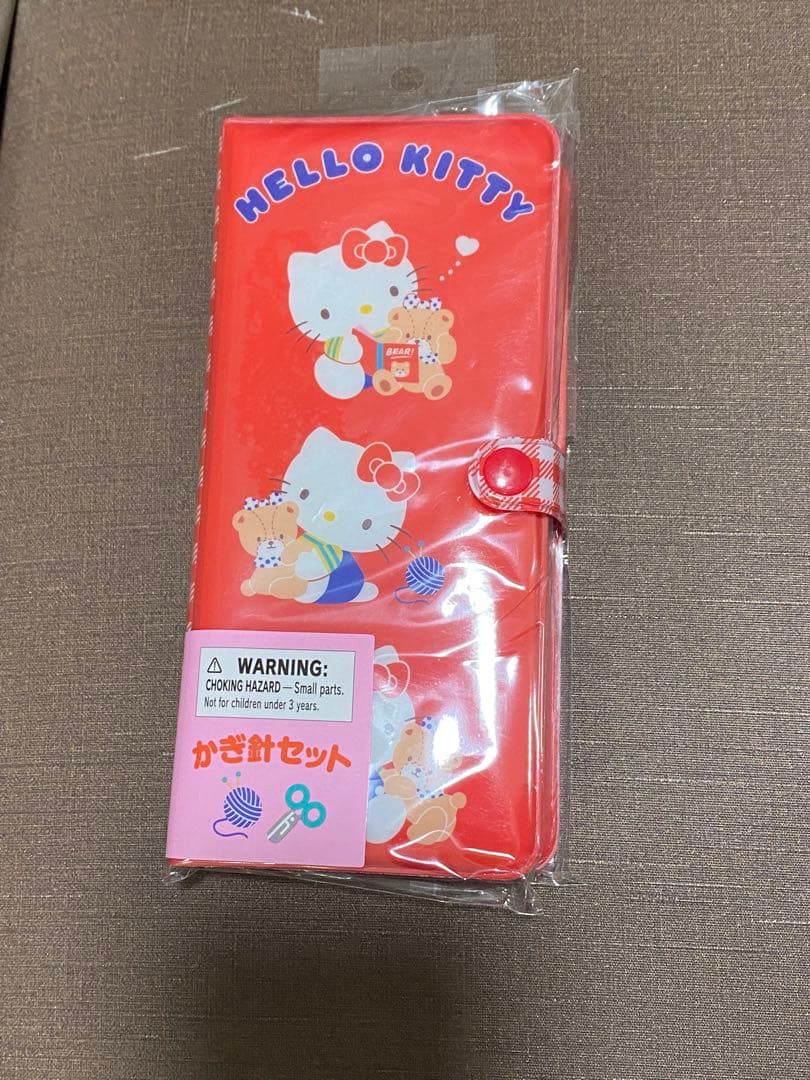 HELLO KITTY
BEAR!
WARNING:
CHOKING HAZARD — Small parts.
Not for children under 3 years.
かぎ針セット